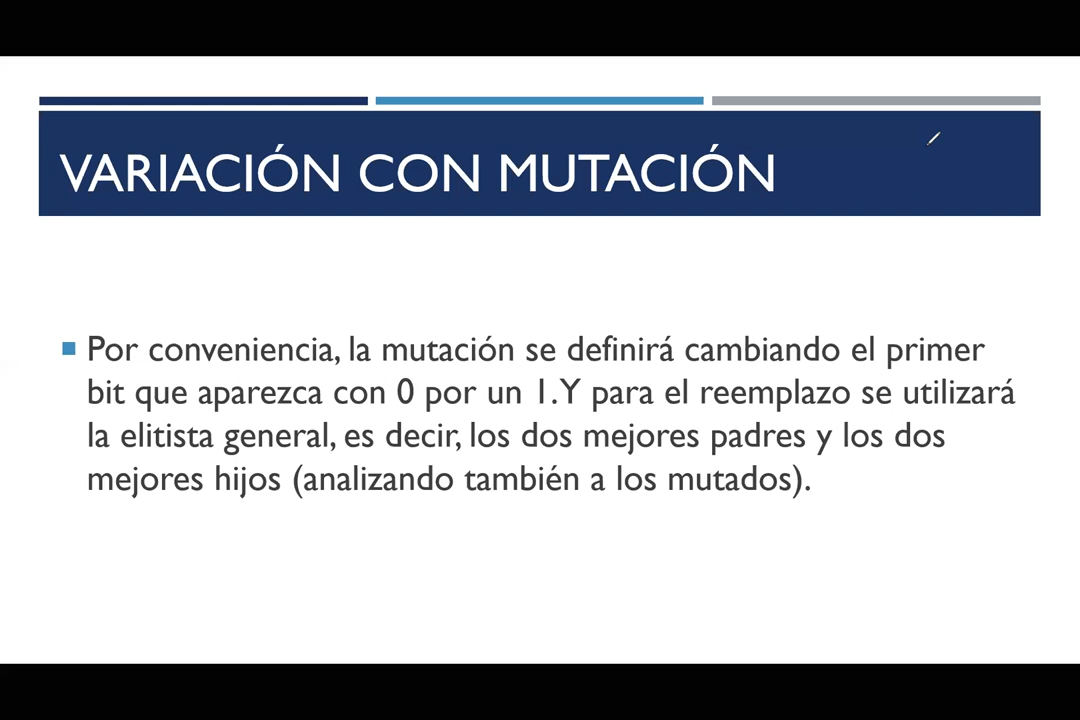 VARIACIÓN CON MUTACIÓN
Por conveniencia, la mutación se definirá cambiando el primer
bit que aparezca con 0 por un 1. Y para el reemplazo se utilizará
la elitista general, es decir, los dos mejores padres y los dos
mejores hijos (analizando también a los mutados).